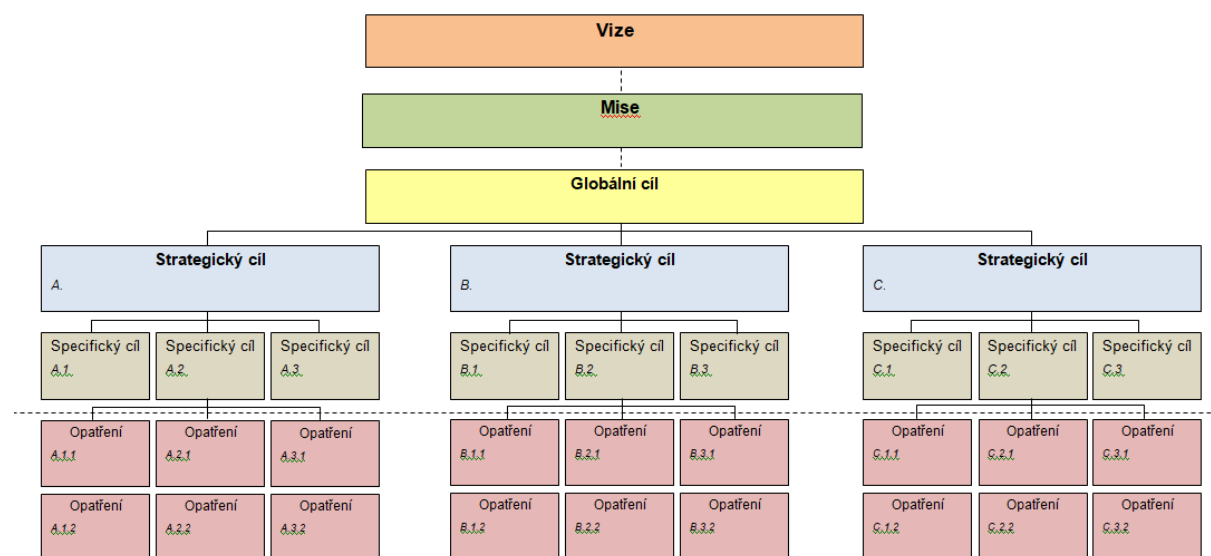 Vize
Mise
Globální cíl
Strategický cíl
A.
Strategický cíl
B.
Strategický cíl
C.
Specifický cíl
A.1.
Specifický cíl
A.2.
Specifický cíl
A.3.
Specifický cíl
B.1.
Specifický cíl
B.2.
Specifický cíl
B.3.
Specifický cíl
C.1.
Specifický cíl
C.2.
Specifický cíl
C.3.
Opatření
A.1.1
Opatření
A.2.1
Opatření
A.3.1
Opatření
B.1.1
Opatření
B.2.1
Opatření
B.3.1
Opatření
C.1.1
Opatření
C.2.1
Opatření
C.3.1
Opatření
A.1.2
Opatření
A.2.2
Opatření
A.3.2
Opatření
B.1.2
Opatření
B.2.2
Opatření
B.3.2
Opatření
C.1.2
Opatření
C.2.2
Opatření
C.3.2